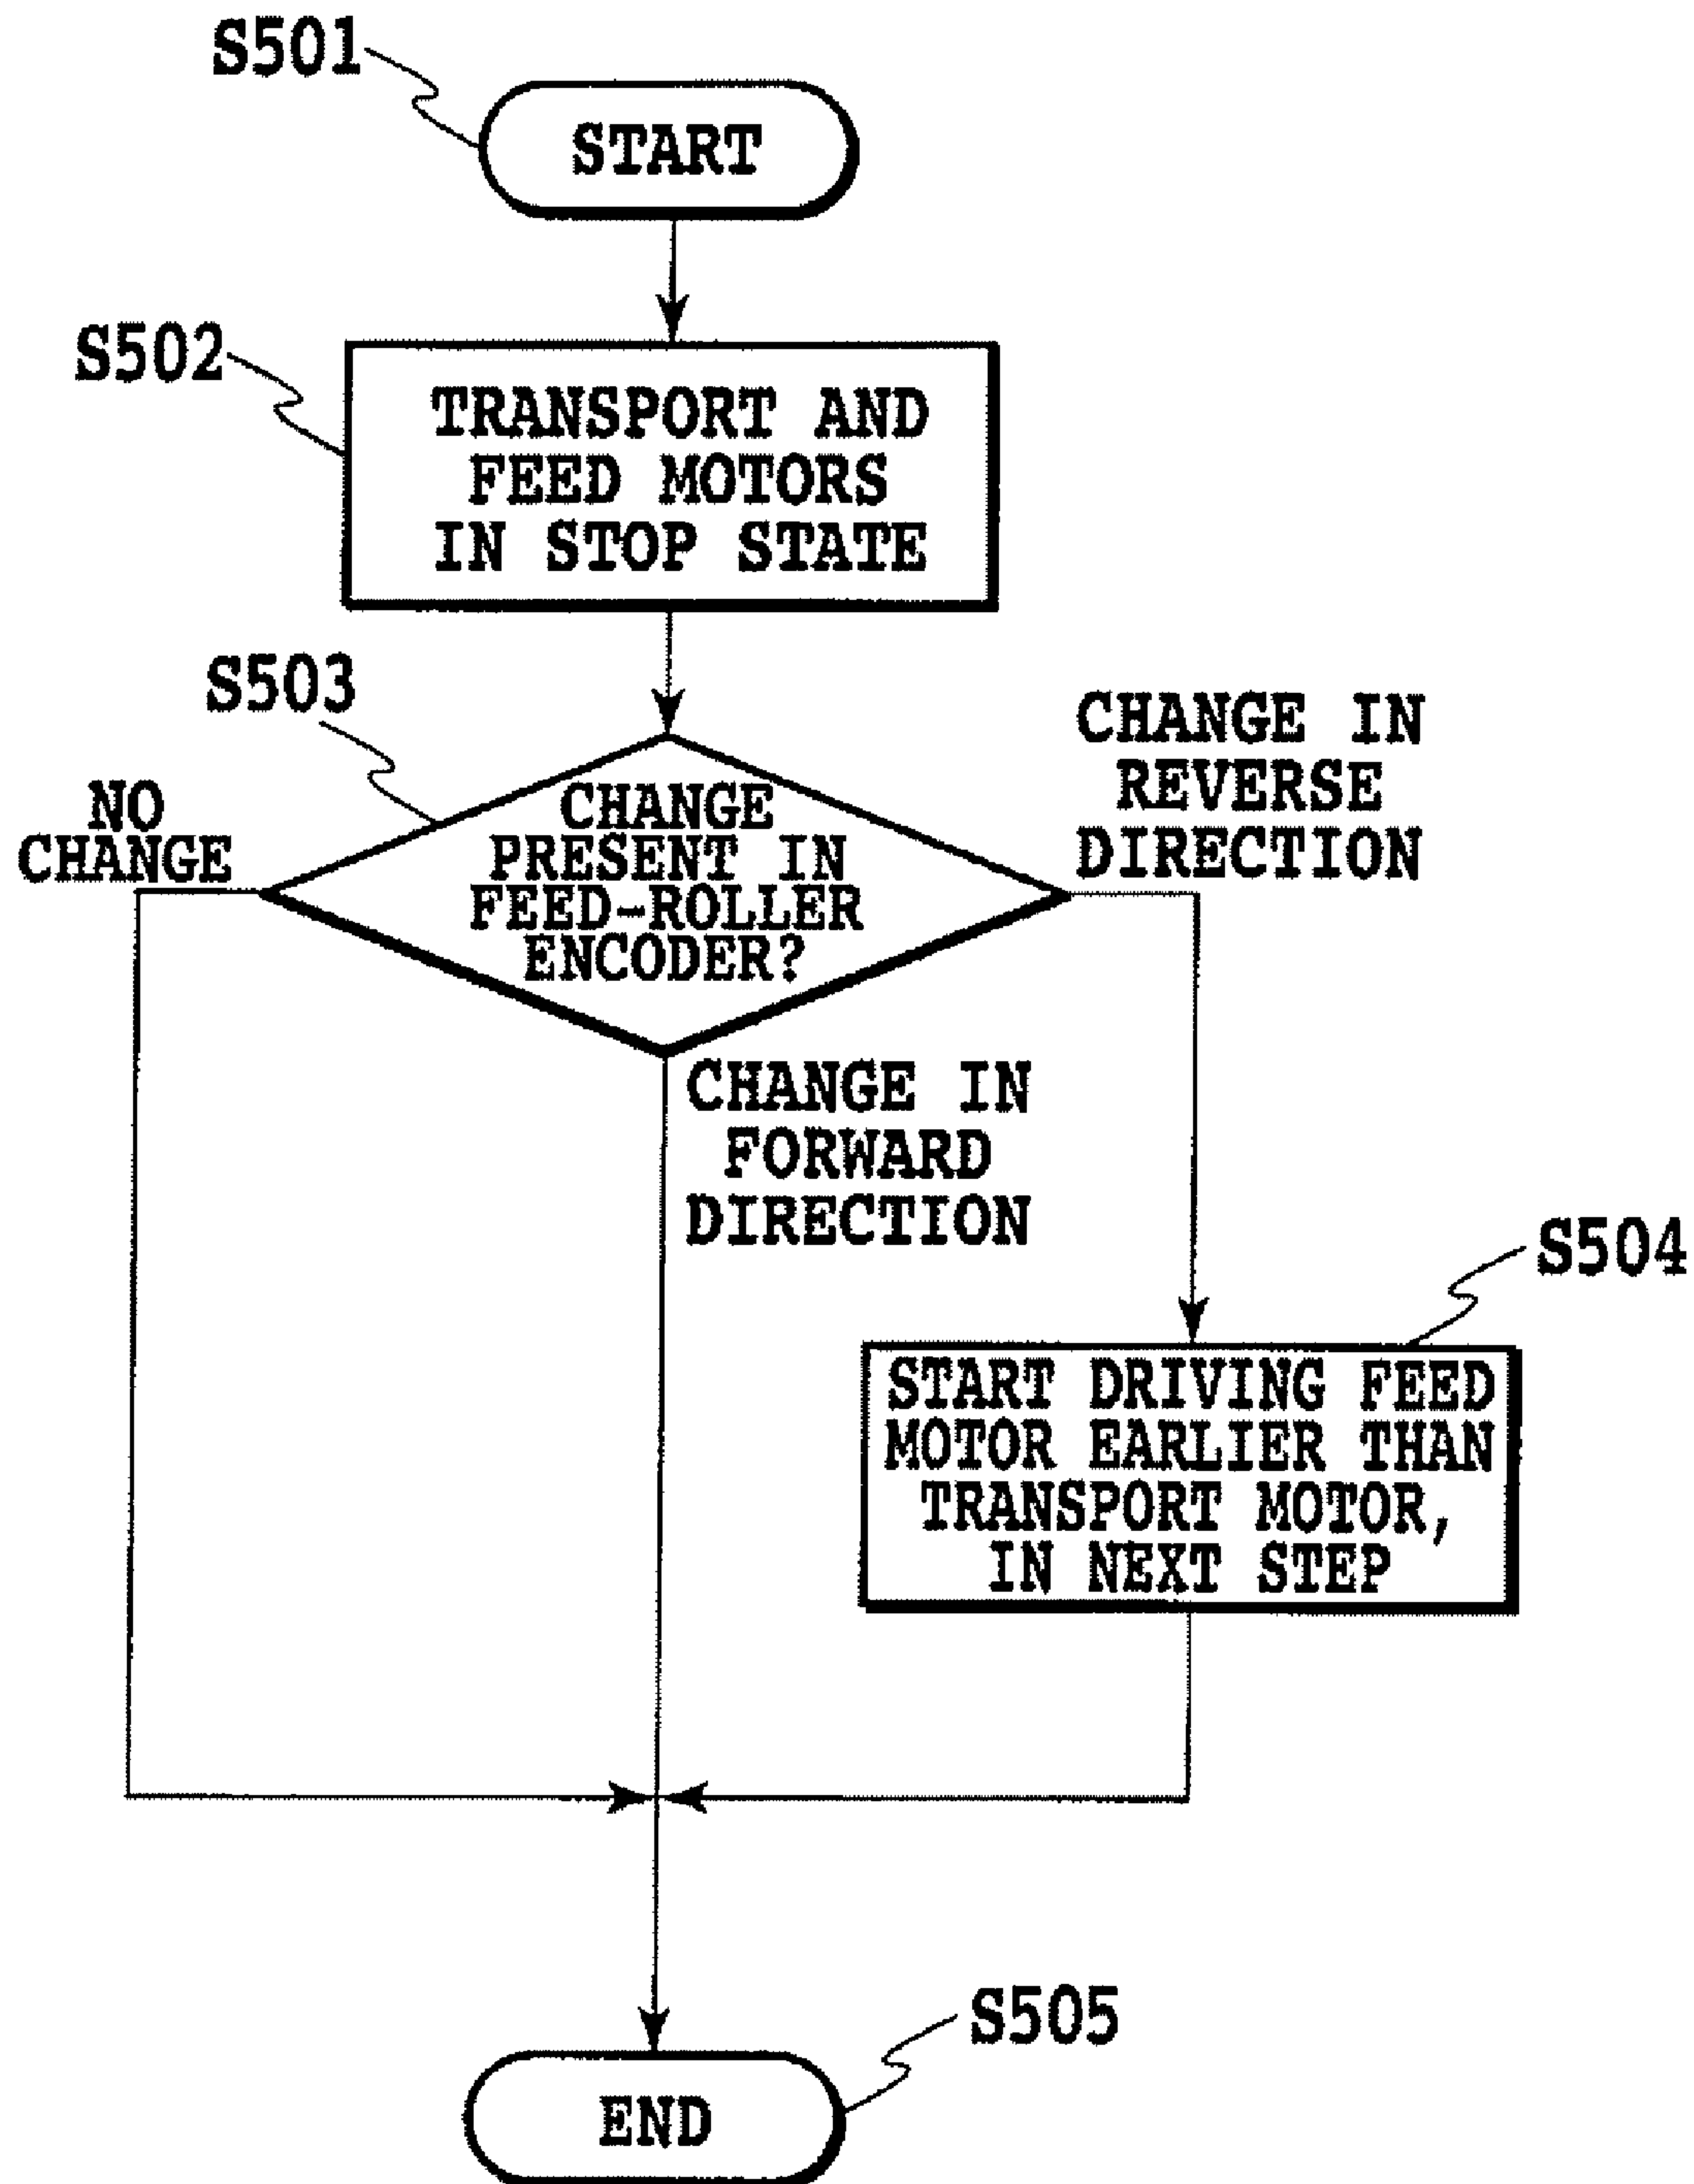 S501
START
S502
TRANSPORT AND
FEED MOTORS
IN STOP STATE
S503
CHANGE
PRESENT IN
FEED-ROLLER
ENCODER?
NO
CHANGE
CHANGE IN
REVERSE
DIRECTION
CHANGE IN
FORWARD
DIRECTION
S504
START DRIVING FEED
MOTOR EARLIER THAN
TRANSPORT MOTOR,
IN NEXT STEP
S505
END